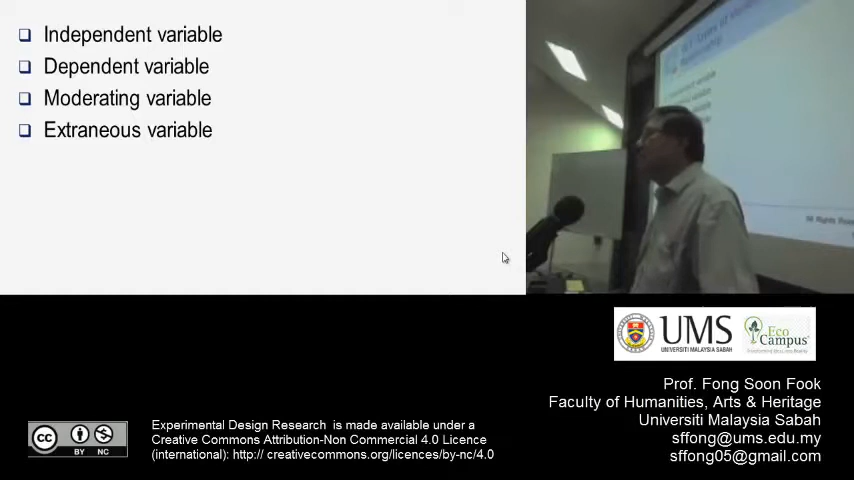 Independent variable
Dependent variable
Moderating variable
Extraneous variable
UMS
UNIVERSITI MALAYSIA SABAH
Eco
Campus
Prof. Fong Soon Fook
Faculty of Humanities, Arts & Heritage
Universiti Malaysia Sabah
sffong@ums.edu.my
sffong05@gmail.com
cc
BY NC
Experimental Design Research is made available under a
Creative Commons Attribution-Non Commercial 4.0 Licence
(international): http:// creativecommons.org/licences/by-nc/4.0